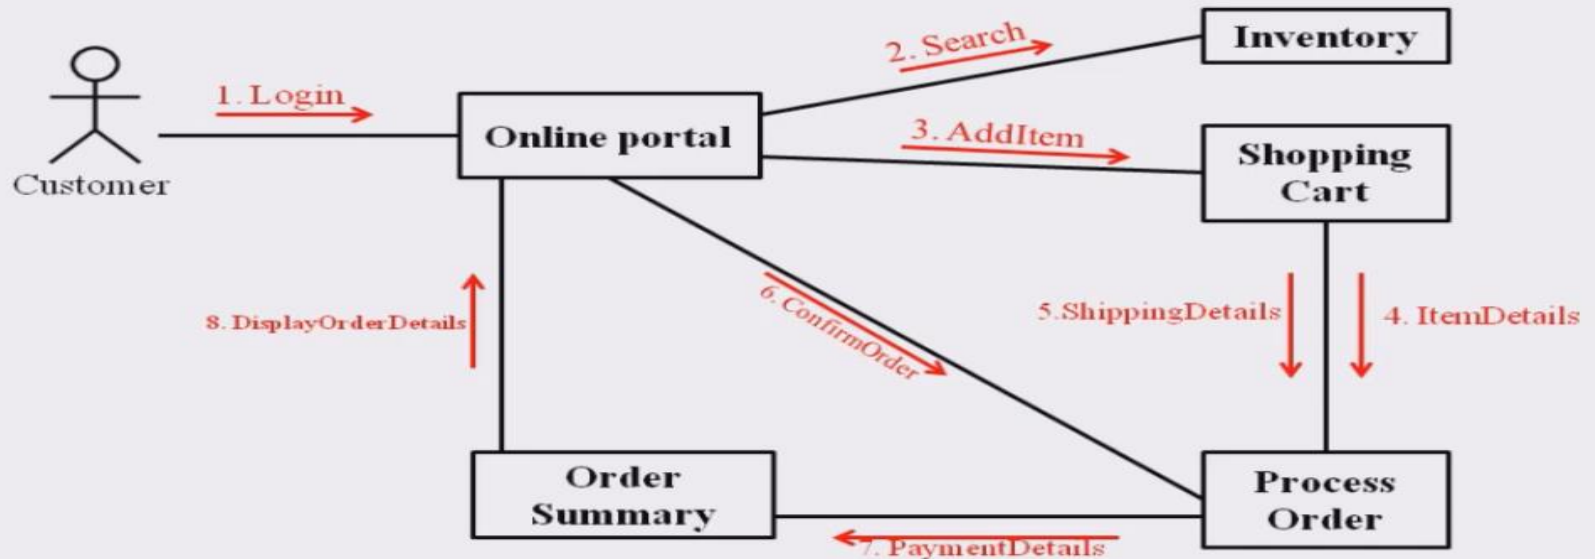 2. Search
Inventory
1. Login
Online portal
3. AddItem
Shopping
Cart
Customer
8. DisplayOrderDetails
6. ConfirmOrder
5.ShippingDetails
4. ItemDetails
Order
Summary
Process
Order
7. PaymentDetails